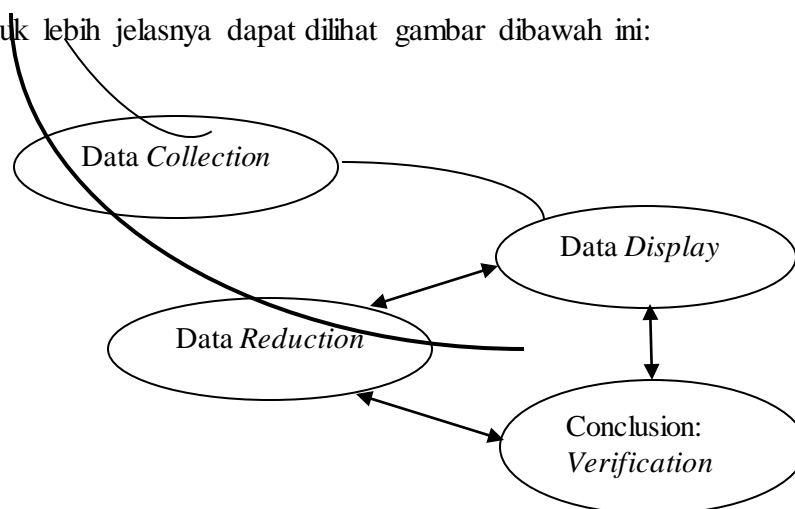 uk lebih jelasnya dapat dilihat gambar dibawah ini:
Data Collection
Data Display
Data Reduction
Conclusion:
Verification